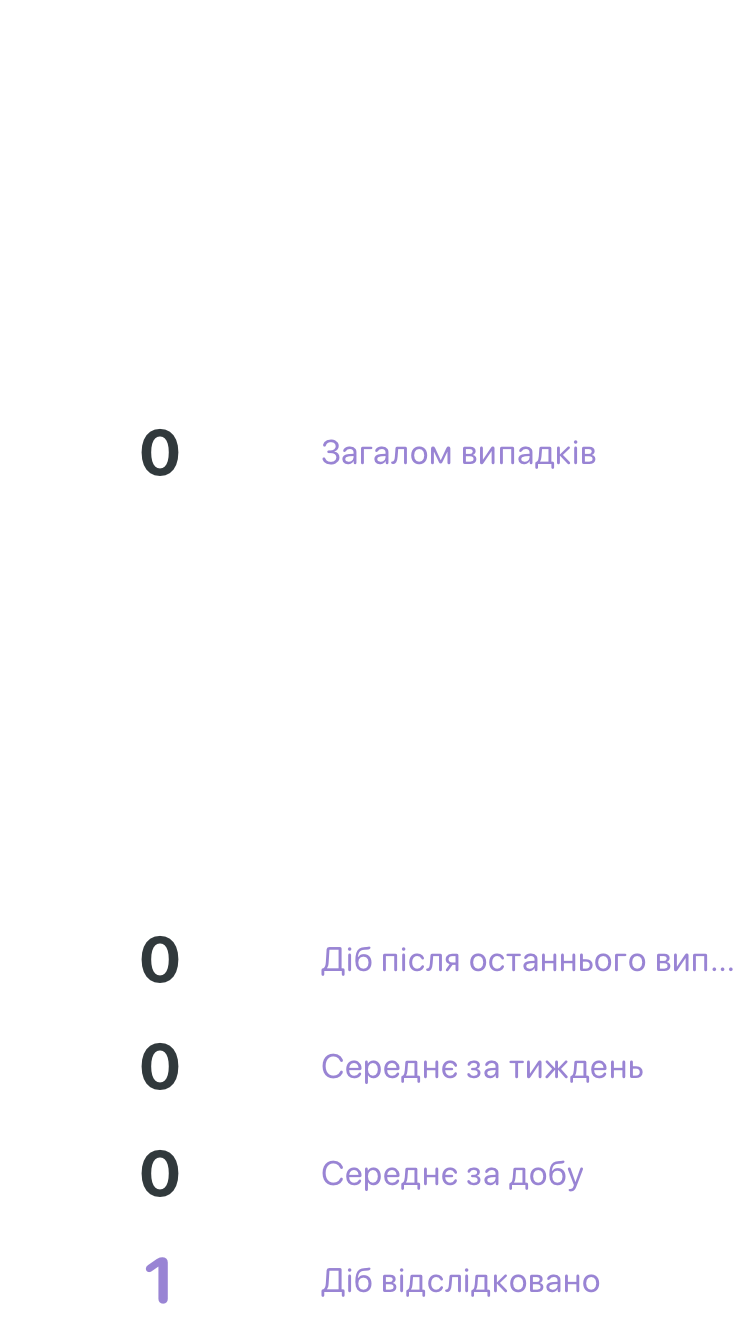 0 Загалом випадків
0 Діб після останнього вип...
0 Середнє за тиждень
0 Середнє за добу
1 Діб відслідковано